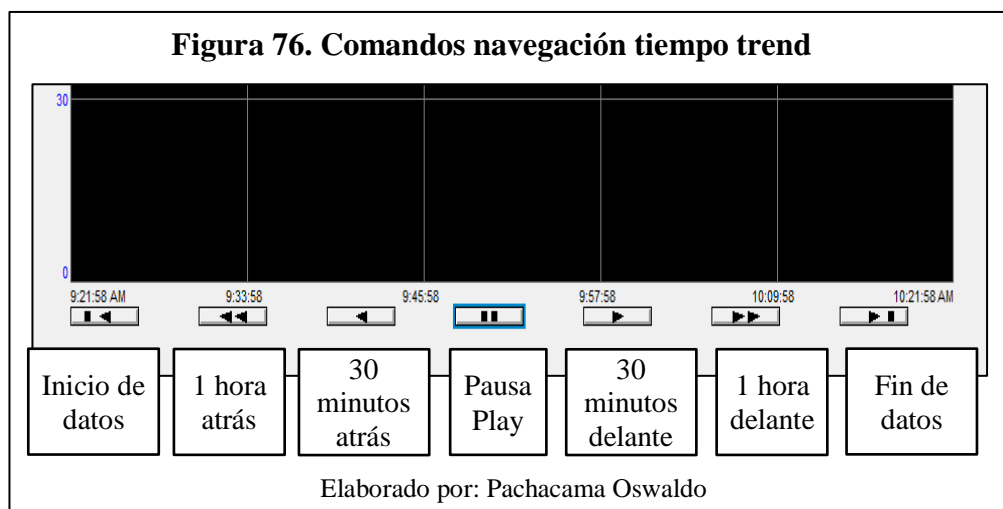 Figura 76. Comandos navegación tiempo trend
30
0
9:21:58 AM 9:33:58 9:45:58 9:57:58 10:09:58 10:21:58 AM
Inicio de
datos
1 hora
atrás
30
minutos
atrás
Pausa
Play
30
minutos
delante
1 hora
delante
Fin de
datos
Elaborado por: Pachacama Oswaldo